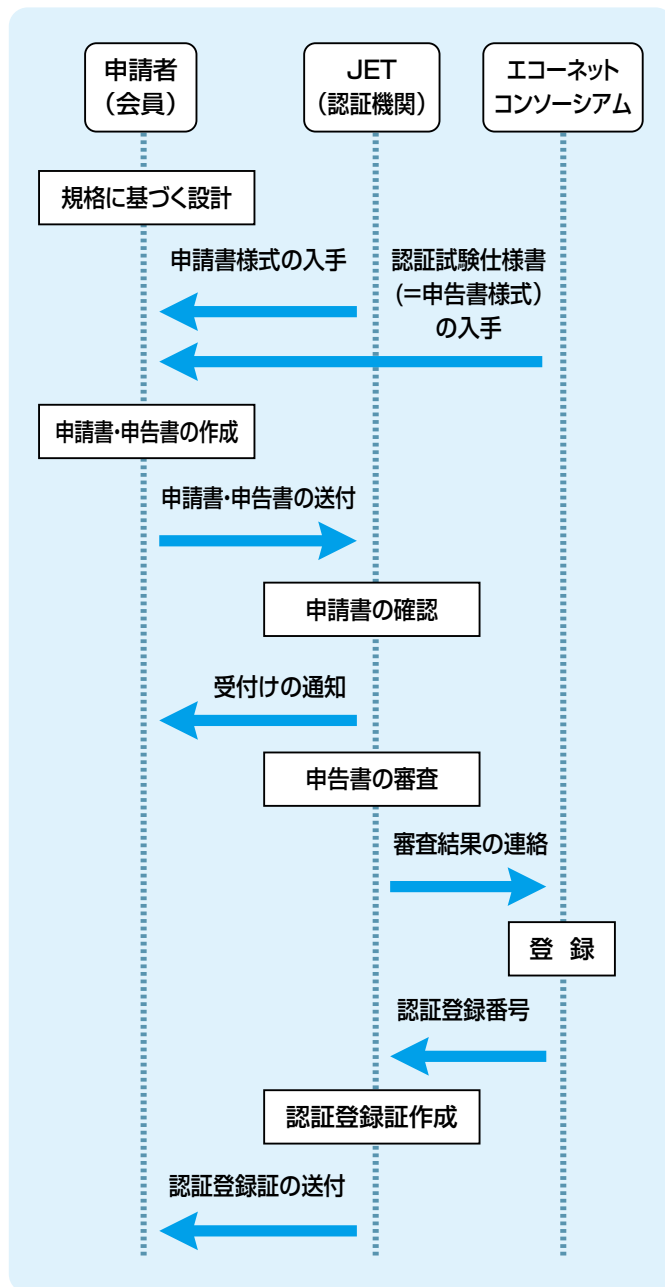 申請者
（会員）
JET
（認証機関）
エコーネット
コンソーシアム
規格に基づく設計
申請書様式の入手
認証試験仕様書
(=申告書様式）
の入手
申請書・申告書の作成
申請書・申告書の送付
申請書の確認
受付けの通知
申告書の審査
審査結果の連絡
登 録
認証登録番号
認証登録証作成
認証登録証の送付